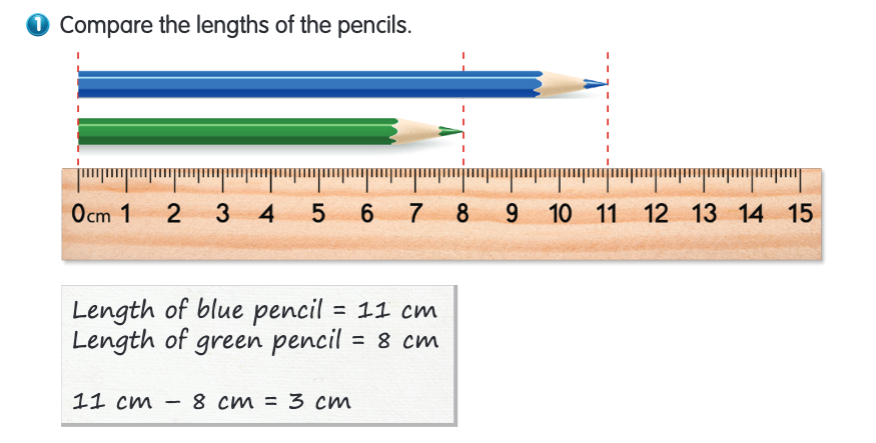 1 Compare the lengths of the pencils.
0cm 1 2 3 4 5 6 7 8 9 10 11 12 13 14 15
Length of blue pencil = 11 cm
Length of green pencil = 8 cm
11 cm – 8 cm = 3 cm